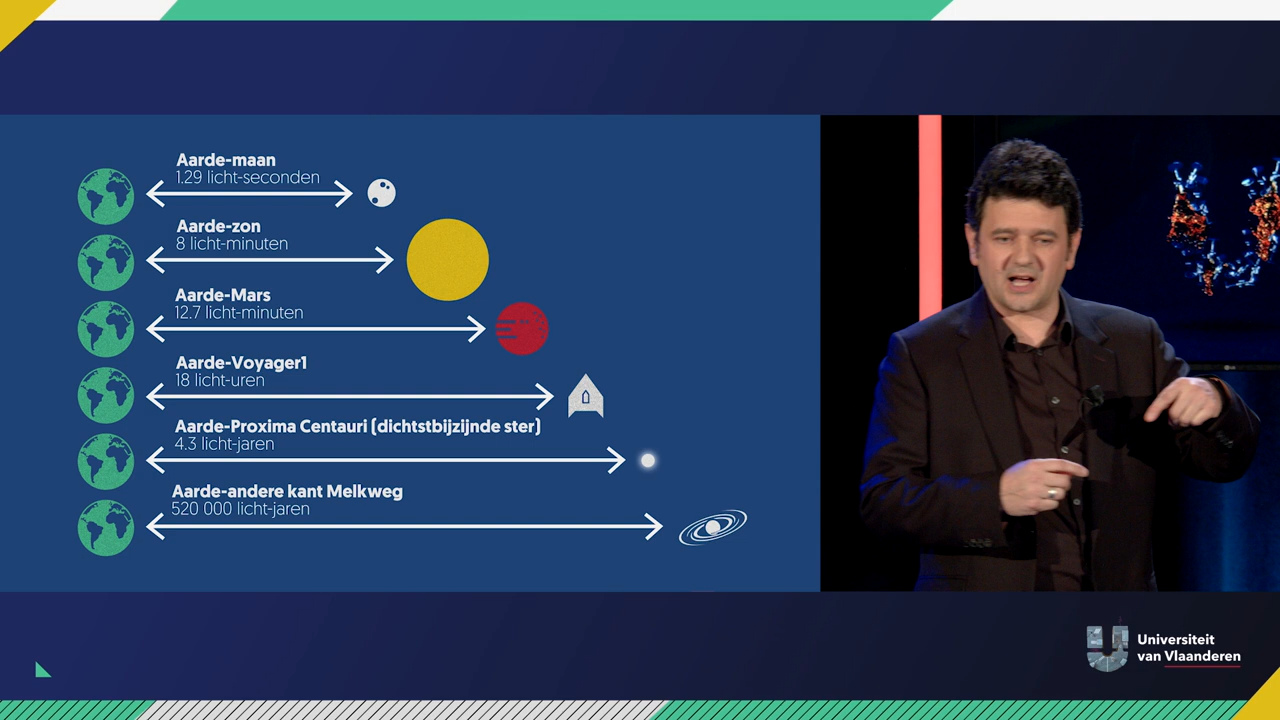 Aarde-maan
1.29 licht-seconden
Aarde-zon
8 licht-minuten
Aarde-Mars
12.7 licht-minuten
Aarde-Voyager1
18 licht-uren
Aarde-Proxima Centauri (dichtstbijzijnde ster)
4.3 licht-jaren
Aarde-andere kant Melkweg
520 000 licht-jaren
Universiteit
van Vlaanderen